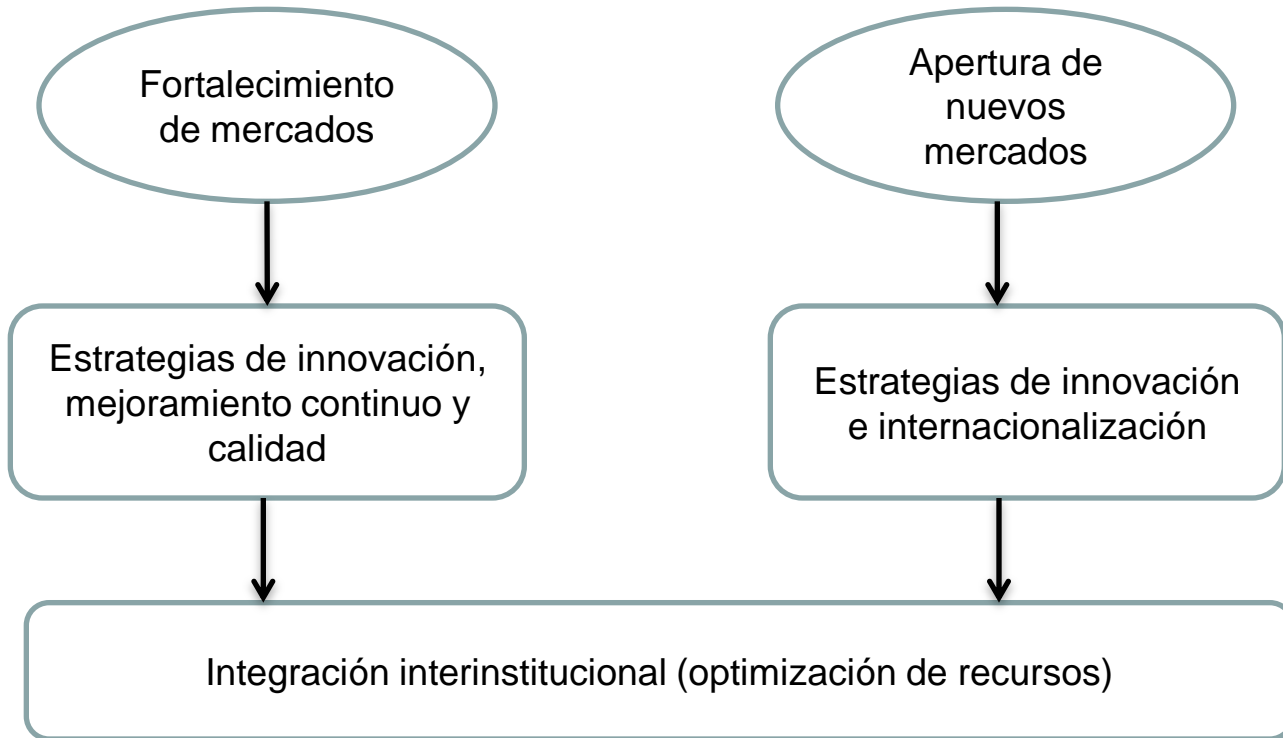 Fortalecimiento
de mercados
Apertura de
nuevos
mercados
Estrategias de innovación,
mejoramiento continuo y
calidad
Estrategias de innovación
e internacionalización
Integración interinstitucional (optimización de recursos)